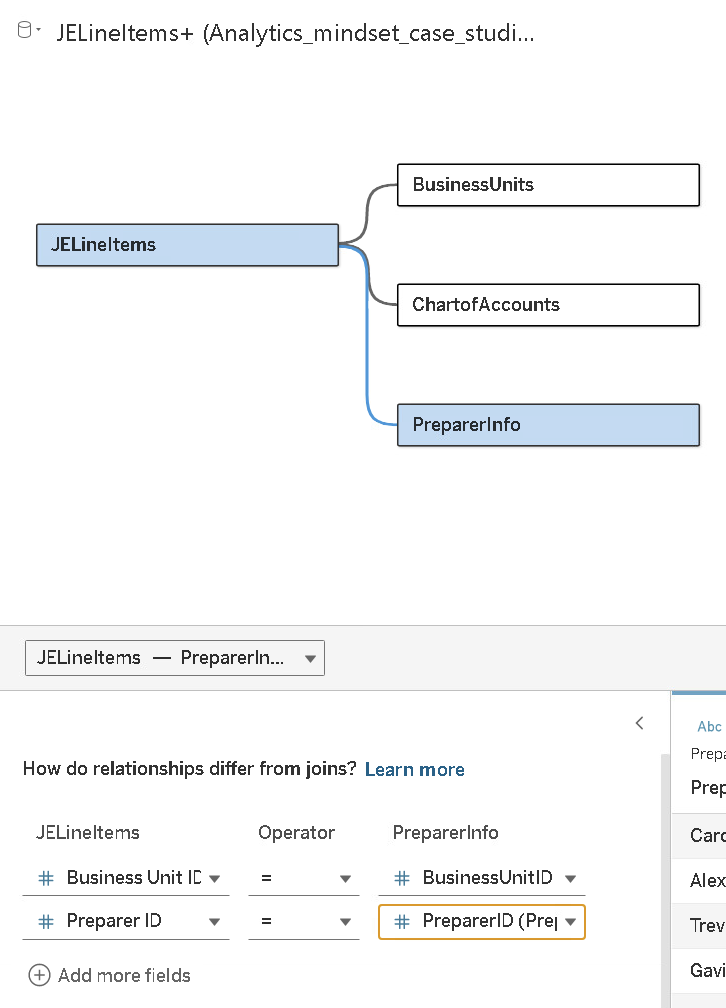 JELineItems+ (Analytics_mindset_case_studi...
BusinessUnits
JELineItems
ChartofAccounts
PreparerInfo
JELineItems — PreparerIn...
Abc
Prepa
How do relationships differ from joins? Learn more
Prep
JELineItems Operator PreparerInfo
Caro
# Business Unit ID = # BusinessUnitID
Alex
# Preparer ID = # PreparerID (Prep
Trev
Gavi
Add more fields